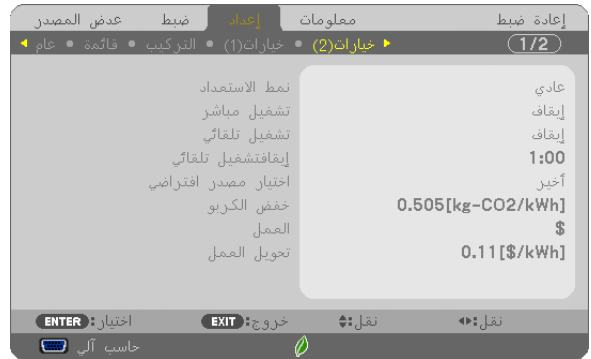 عدض المصدر ضبط إعداد معلومات إعادة ضبط
عام • قائمة • التركيب • خيارات(1) • خيارات(2) 1/2
نمط الاستعداد عادي
تشغيل مباشر إيقاف
تشغيل تلقائي إيقاف
إيقافتشغيل تلقائي 1:00
اختيار مصدر افتراضي أخير
خفض الكربو 0.505[kg-CO2/kWh]
العمل $
تحويل العمل 0.11[$/kWh]
ENTER :اختيار EXIT :خروج نقل: نقل:
حاسب آلي